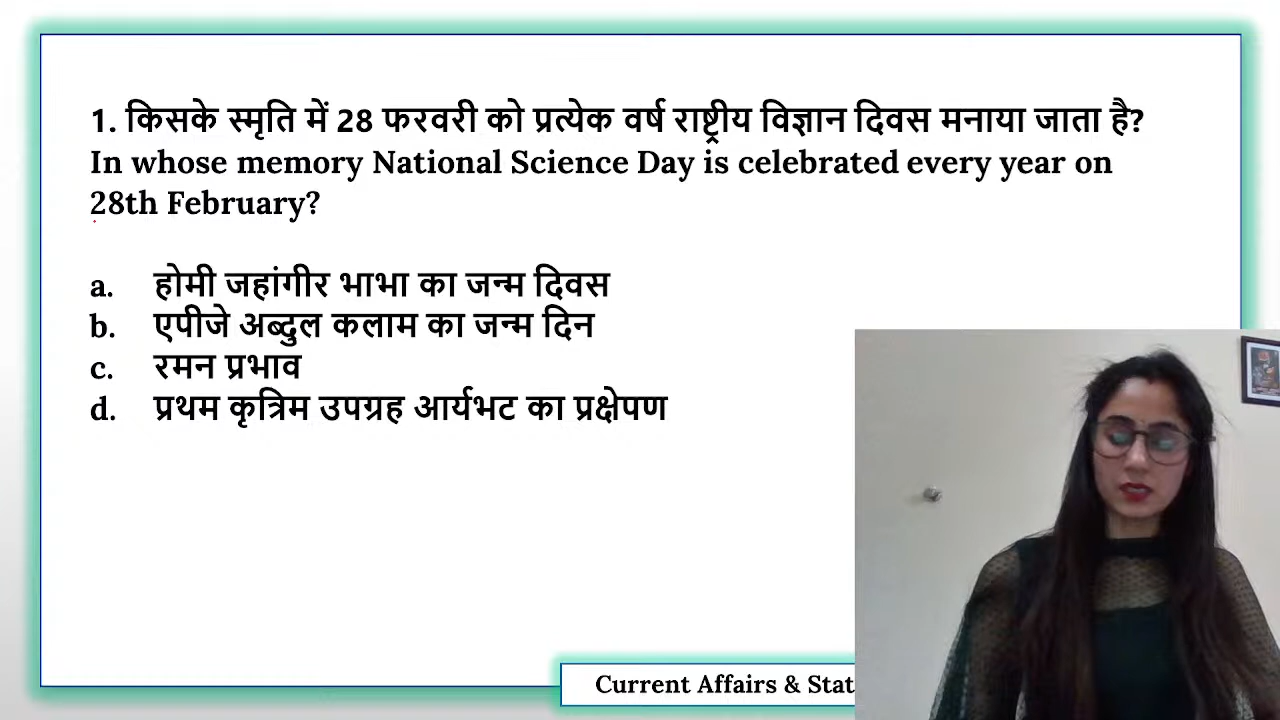 1. किसके स्मृति में 28 फरवरी को प्रत्येक वर्ष राष्ट्रीय विज्ञान दिवस मनाया जाता है?
In whose memory National Science Day is celebrated every year on
28th February?
a. होमी जहांगीर भाभा का जन्म दिवस
b. एपीजे अब्दुल कलाम का जन्म दिन
c. रमन प्रभाव
d. प्रथम कृत्रिम उपग्रह आर्यभट का प्रक्षेपण
Current Affairs & Stat